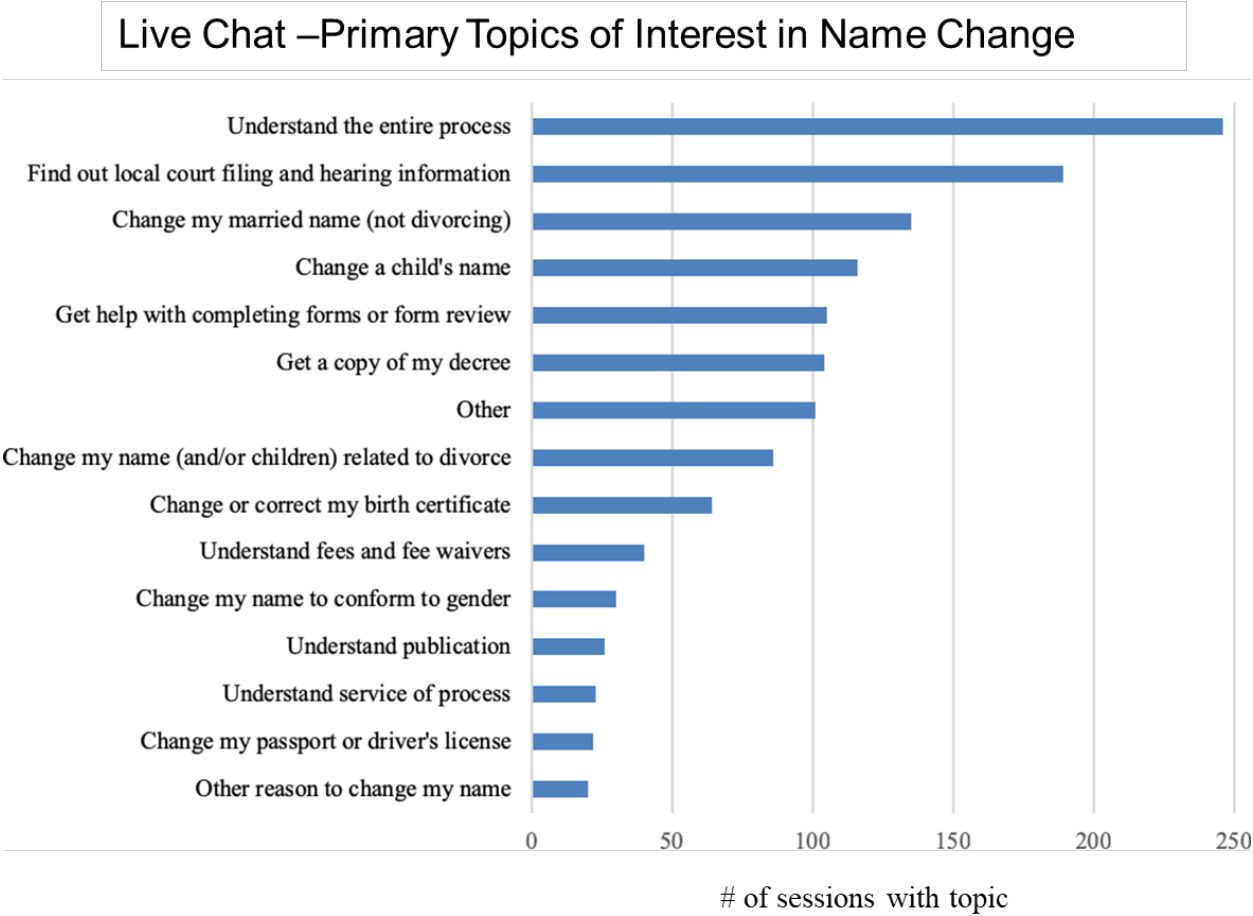 Live Chat –Primary Topics of Interest in Name Change
Understand the entire process
Find out local court filing and hearing information
Change my married name (not divorcing)
Change a child's name
Get help with completing forms or form review
Get a copy of my decree
Other
Change my name (and/or children) related to divorce
Change or correct my birth certificate
Understand fees and fee waivers
Change my name to conform to gender
Understand publication
Understand service of process
Change my passport or driver's license
Other reason to change my name
0 50 100 150 200 250
# of sessions with topic